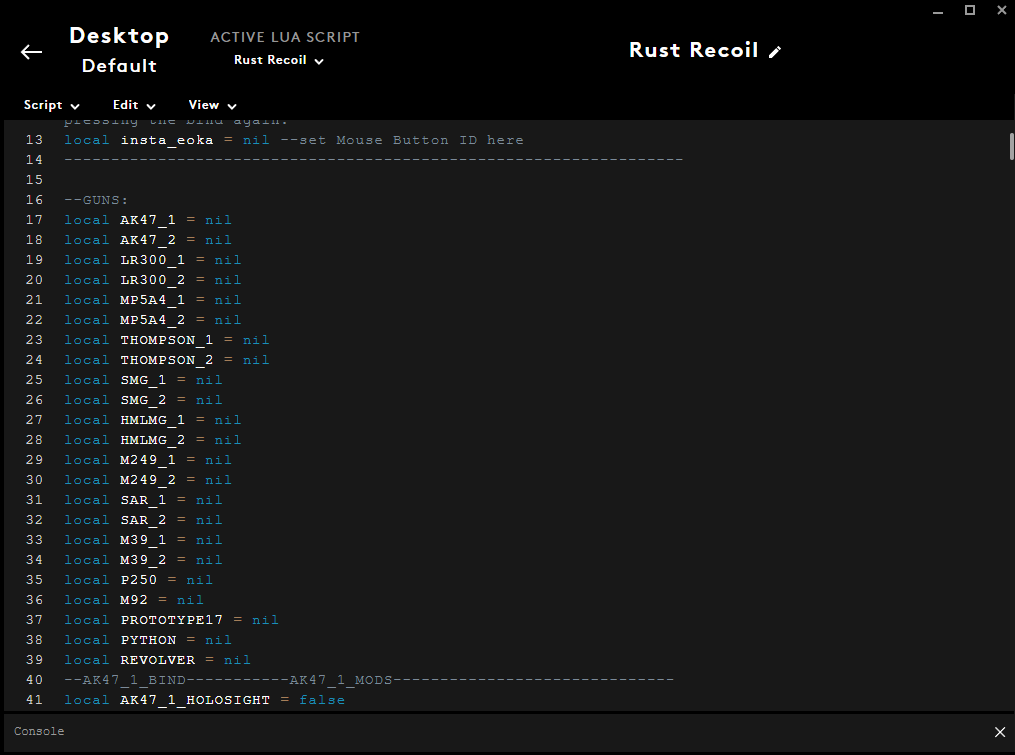 Desktop
Default
ACTIVE LUA SCRIPT
Rust Recoil
Rust Recoil
Script
Edit
View
pressing the bind again.
13 local insta_eoka = nil --set Mouse Button ID here
14 ------------------------------------------------------------------
15
16 --GUNS:
17 local AK47_1 = nil
18 local AK47_2 = nil
19 local LR300_1 = nil
20 local LR300_2 = nil
21 local MP5A4_1 = nil
22 local MP5A4_2 = nil
23 local THOMPSON_1 = nil
24 local THOMPSON_2 = nil
25 local SMG_1 = nil
26 local SMG_2 = nil
27 local HMLMG_1 = nil
28 local HMLMG_2 = nil
29 local M249_1 = nil
30 local M249_2 = nil
31 local SAR_1 = nil
32 local SAR_2 = nil
33 local M39_1 = nil
34 local M39_2 = nil
35 local P250 = nil
36 local M92 = nil
37 local PROTOTYPE17 = nil
38 local PYTHON = nil
39 local REVOLVER = nil
40 --AK47_1_BIND-----------AK47_1_MODS------------------------------
41 local AK47_1_HOLOSIGHT = false
Console